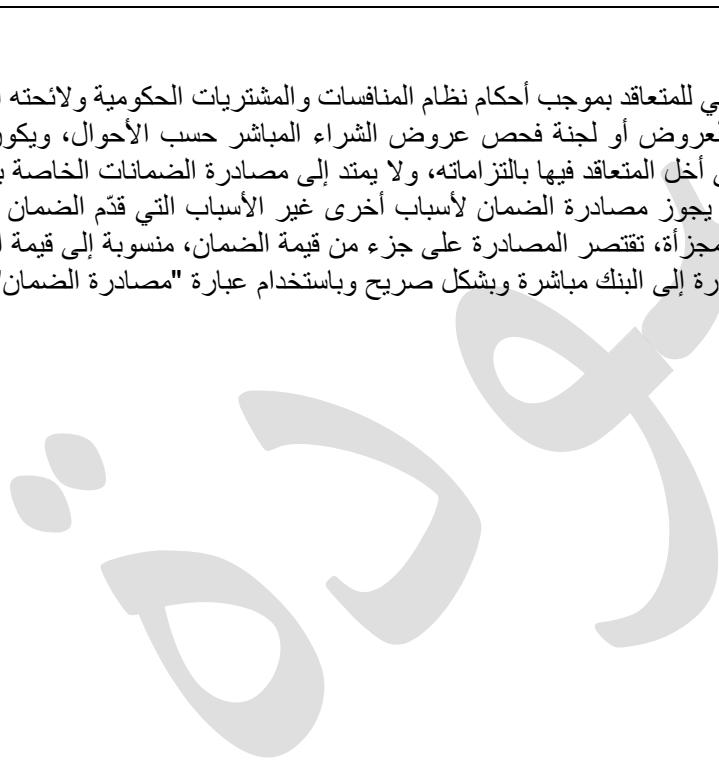 ي للمتعاقد بموجب أحكام نظام المنافسات والمشتريات الحكومية ولائحته
لعروض أو لجنة فحص عروض الشراء المباشر حسب الأحوال، ويكو
أخل المتعاقد فيها بالتزاماته، ولا يمتد إلى مصادرة الضمانات الخاصة ب
يجوز مصادرة الضمان لأسباب أخرى غير الأسباب التي قدّم الضمان
مجزأة، تقتصر المصادرة على جزء من قيمة الضمان، منسوبة إلى قيمة ا
رة إلى البنك مباشرة وبشكل صريح وباستخدام عبارة "مصادرة الضمان"
ودة